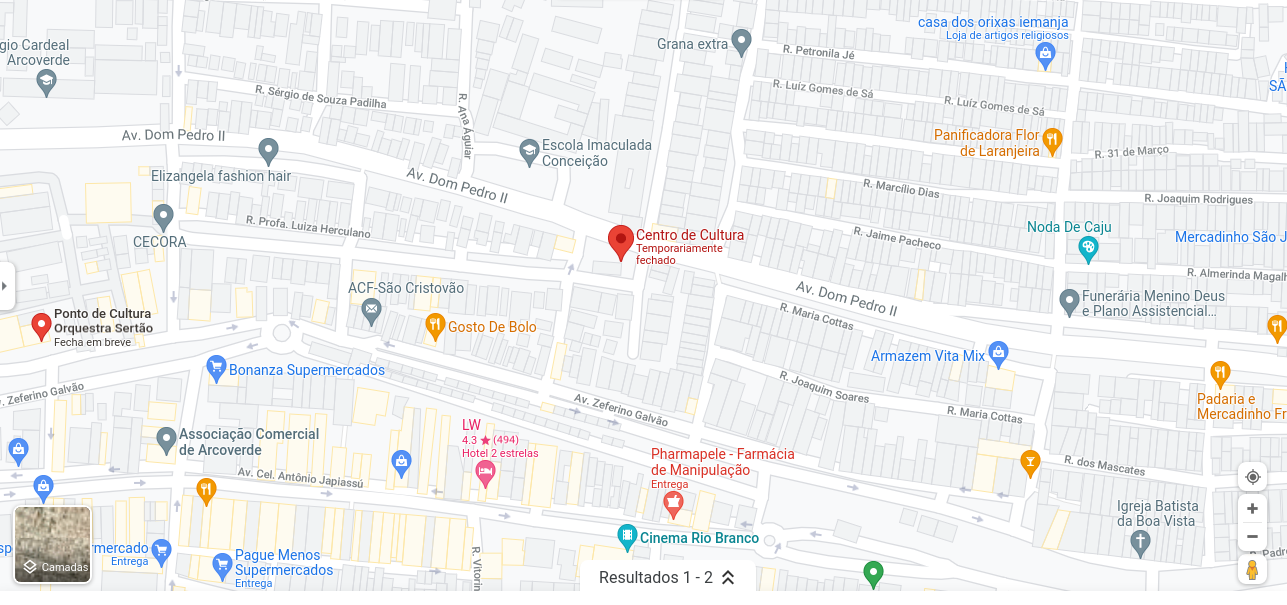 casa dos orixas iemanja
Loja de artigos religiosos
gio Cardeal
Arcoverde
Grana extra
R. Petronila Jé
R. Luíz Gomes de Sá
R. Luíz Gomes de Sá
SÃ
R. Sérgio de Souza Padilha
R. Ana Aguiar
Av. Dom Pedro II
Panificadora Flor
de Laranjeira
Escola Imaculada
Conceição
R. 31 de Março
Elizangela fashion hair
Av. Dom Pedro II
R. Marcílio Dias
R. Joaquim Rodrigues
R. Profa. Luiza Herculano
CECORA
Centro de Cultura
Temporariamente
fechado
R. Jaime Pacheco
Noda De Caju
Mercadinho São J
R. Almerinda Magalh
ACF-São Cristovão
Av. Dom Pedro II
Funerária Menino Deus
e Plano Assistencial...
Ponto de Cultura
Orquestra Sertão
Fecha em breve
Gosto De Bolo
R. Maria Cottas
Armazem Vita Mix
Bonanza Supermercados
. Zeferino Galvão
Av. Zeferino Galvão
R. Joaquim Soares
R. Maria Cottas
Padaria e
Mercadinho Fr
LW
4.3 ★ (494)
Hotel 2 estrelas
Associação Comercial
de Arcoverde
Pharmapele - Farmácia
de Manipulação
Entrega
R. dos Mascates
Av. Cel. Antônio Japiassú
Igreja Batista
da Boa Vista
Cinema Rio Branco
R. Vitorin
mercado
Entrega
Pague Menos
Supermercados
Entrega
Camadas
Resultados 1 - 2
Padr